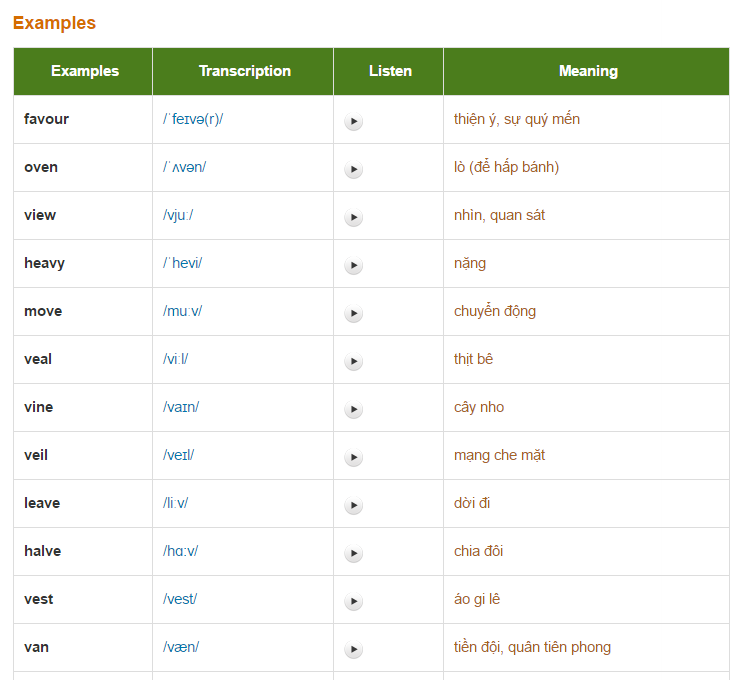 Examples
Examples Transcription Listen Meaning
favour /ˈfeɪvə(r)/ thiện ý, sự quý mến
oven /ˈʌvən/ lò (để hấp bánh)
view /vjuː/ nhìn, quan sát
heavy /ˈhevi/ nặng
move /muːv/ chuyển động
veal /viːl/ thịt bê
vine /vaɪn/ cây nho
veil /veɪl/ mạng che mặt
leave /liːv/ dời đi
halve /hɑːv/ chia đôi
vest /vest/ áo gi lê
van /væn/ tiền đội, quân tiên phong